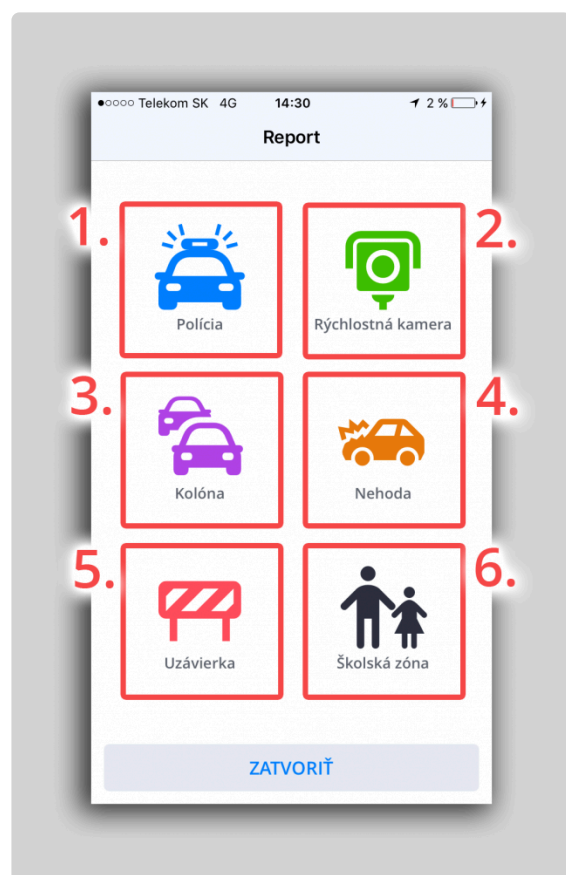 Telekom SK 4G 14:30 2 %
Report
1. 2.
Polícia Rýchlostná kamera
3. 4.
Kolóna Nehoda
5. 6.
Uzávierka Školská zóna
ZATVORIŤ